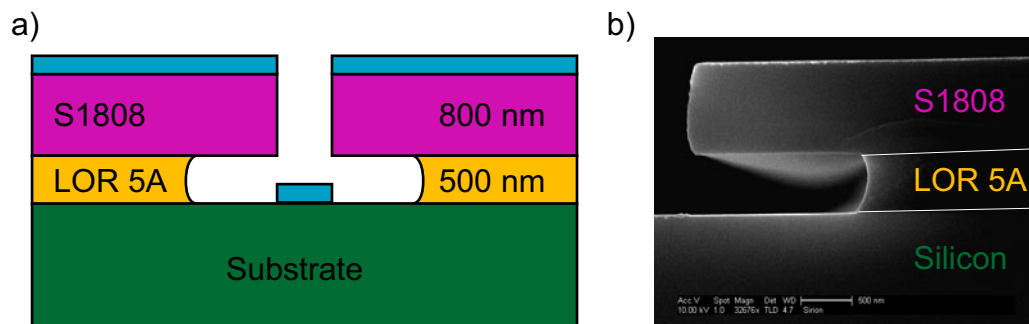 a)
S1808
800 nm
LOR 5A
500 nm
Substrate
b)
S1808
LOR 5A
Silicon
Acc.V Spot Magn Det WD 500 nm
10.00 kV 1.0 32676x TLD 4.7 Sirion